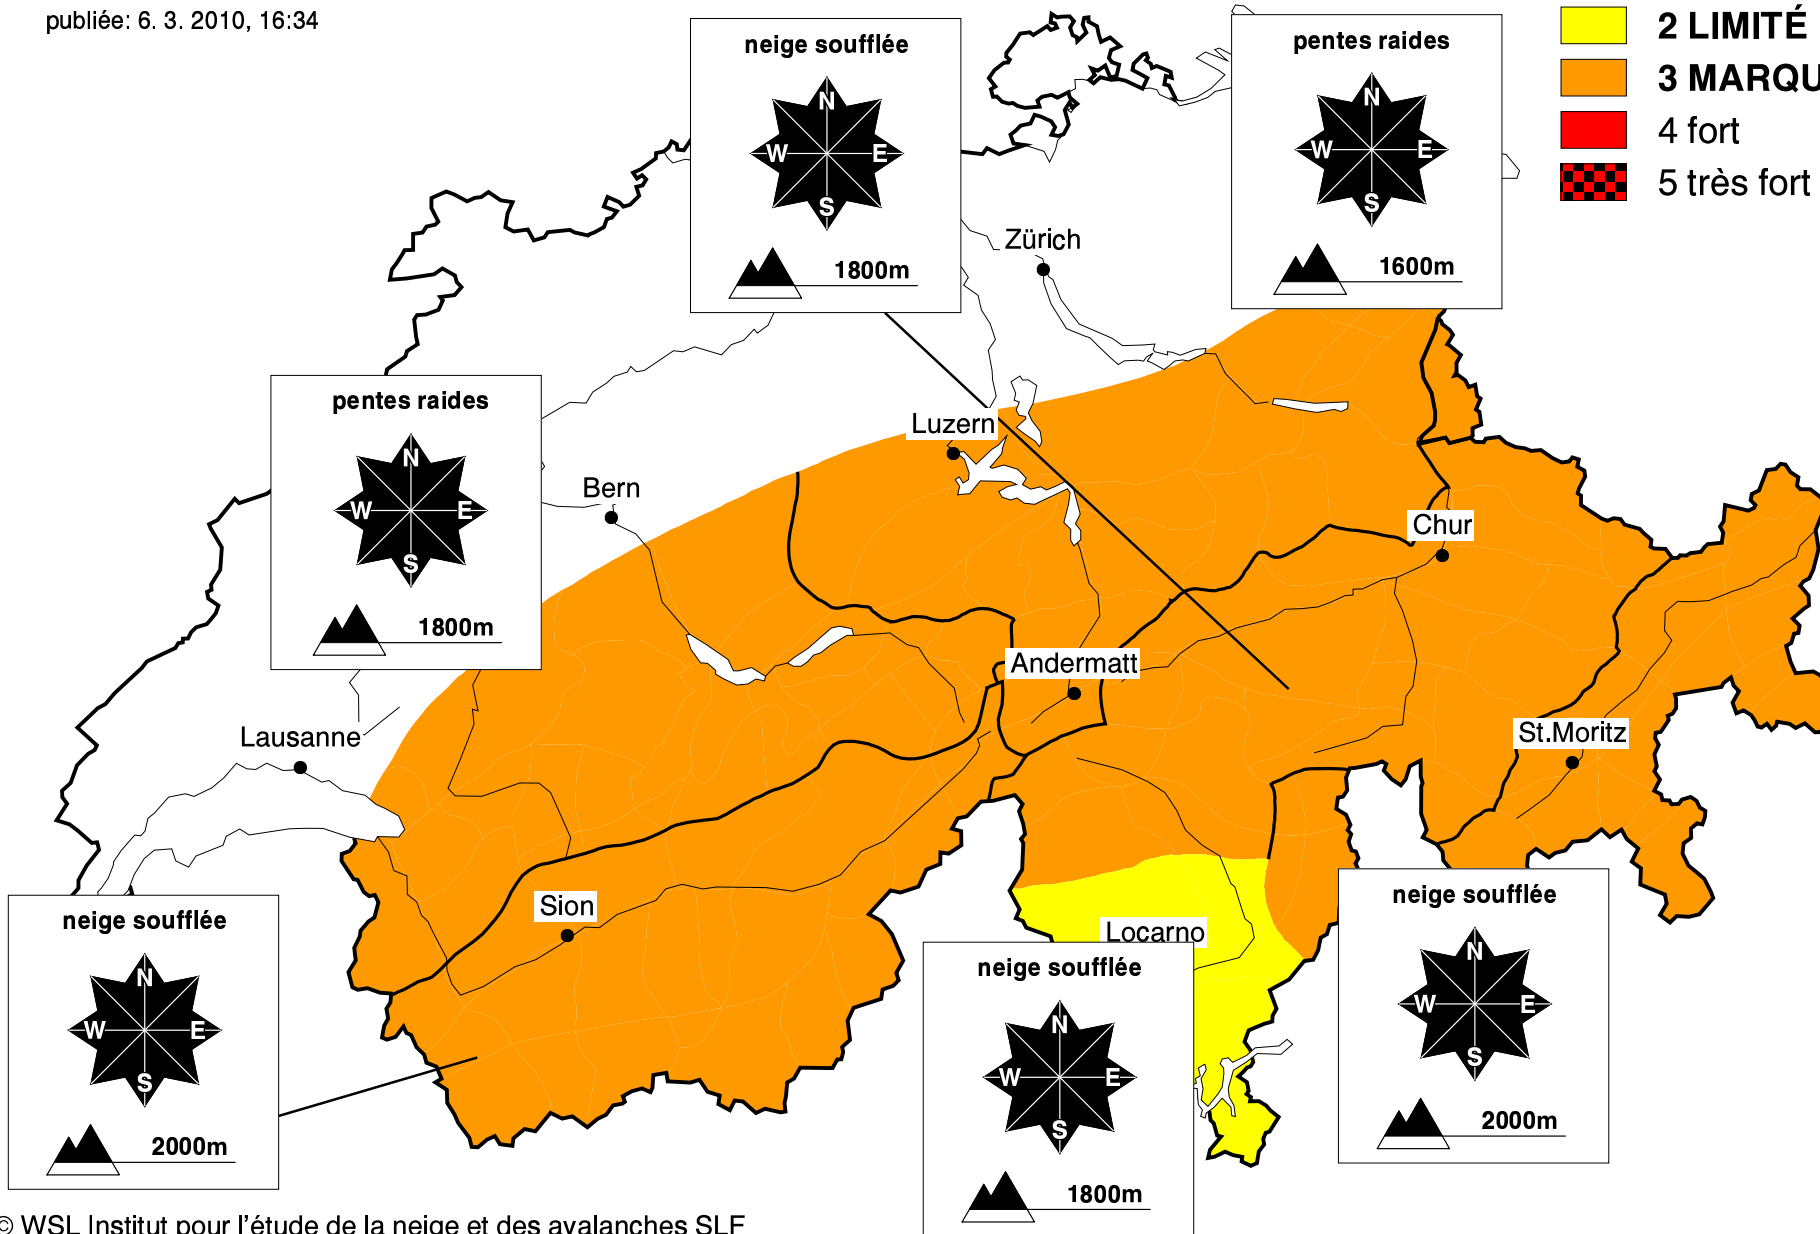 publiée: 6. 3. 2010, 16:34
2 LIMITÉ
3 MARQU
4 fort
5 très fort
neige soufflée
N
W E
S
1800m
pentes raides
N
W E
S
1600m
Zürich
pentes raides
N
W E
S
1800m
Luzern
Bern
Chur
Andermatt
Lausanne
St.Moritz
Sion
Locarno
neige soufflée
N
W E
S
2000m
neige soufflée
N
W E
S
1800m
neige soufflée
N
W E
S
2000m
© WSL Institut pour l'étude de la neige et des avalanches SLF